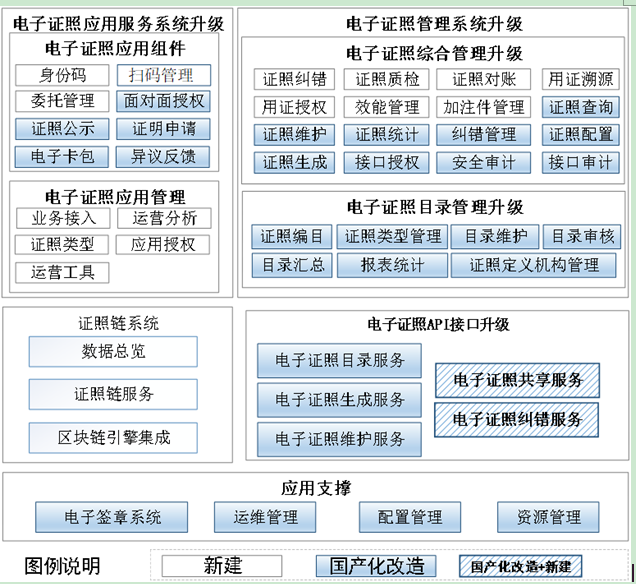 电子证照应用服务系统升级
电子证照应用组件
身份码 扫码管理
委托管理 面对面授权
证照公示 证明申请
电子卡包 异议反馈
电子证照应用管理
业务接入 运营分析
证照类型 应用授权
运营工具
电子证照管理系统升级
电子证照综合管理升级
证照纠错 证照质检 证照对账 用证溯源
用证授权 效能管理 加注件管理 证照查询
证照维护 证照统计 纠错管理 证照配置
证照生成 接口授权 安全审计 接口审计
电子证照目录管理升级
证照编目 证照类型管理 目录维护 目录审核
目录汇总 报表统计 证照定义机构管理
证照链系统
数据总览
证照链服务
区块链引擎集成
电子证照API接口升级
电子证照目录服务
电子证照生成服务
电子证照维护服务
电子证照共享服务
电子证照纠错服务
应用支撑
电子签章系统 运维管理 配置管理 资源管理
图例说明 新建 国产化改造 国产化改造+新建